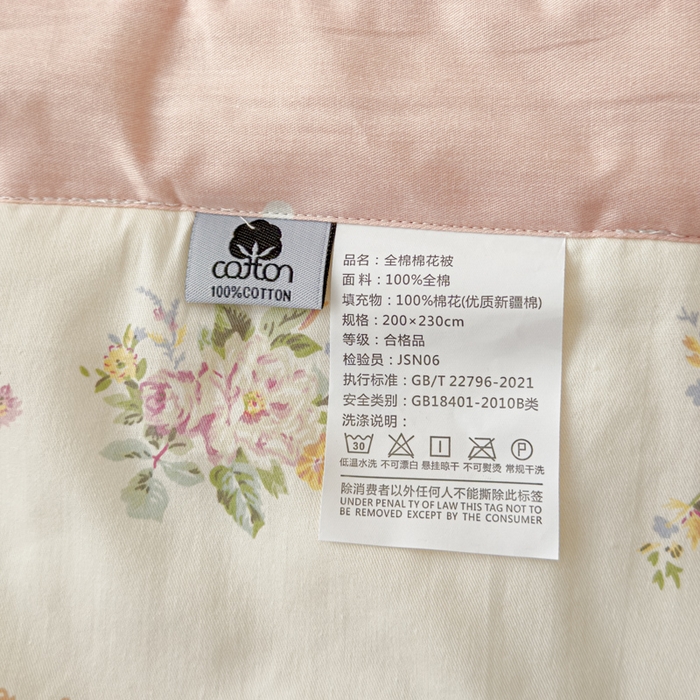 cotton
100%COTTON
品名：全棉棉花被
面料：100%全棉
填充物：100%棉花(优质新疆棉)
规格：200×230cm
等级：合格品
检验员：JSN06
执行标准：GB/T 22796-2021
安全类别：GB18401-2010B类
洗涤说明：
30 P
低温水洗 不可漂白 悬挂晾干 不可熨烫 常规干洗
除消费者以外任何人不能撕除此标签
UNDER PENALTY OF LAW THIS TAG NOT TO
BE REMOVED EXCEPT BY THE CONSUMER